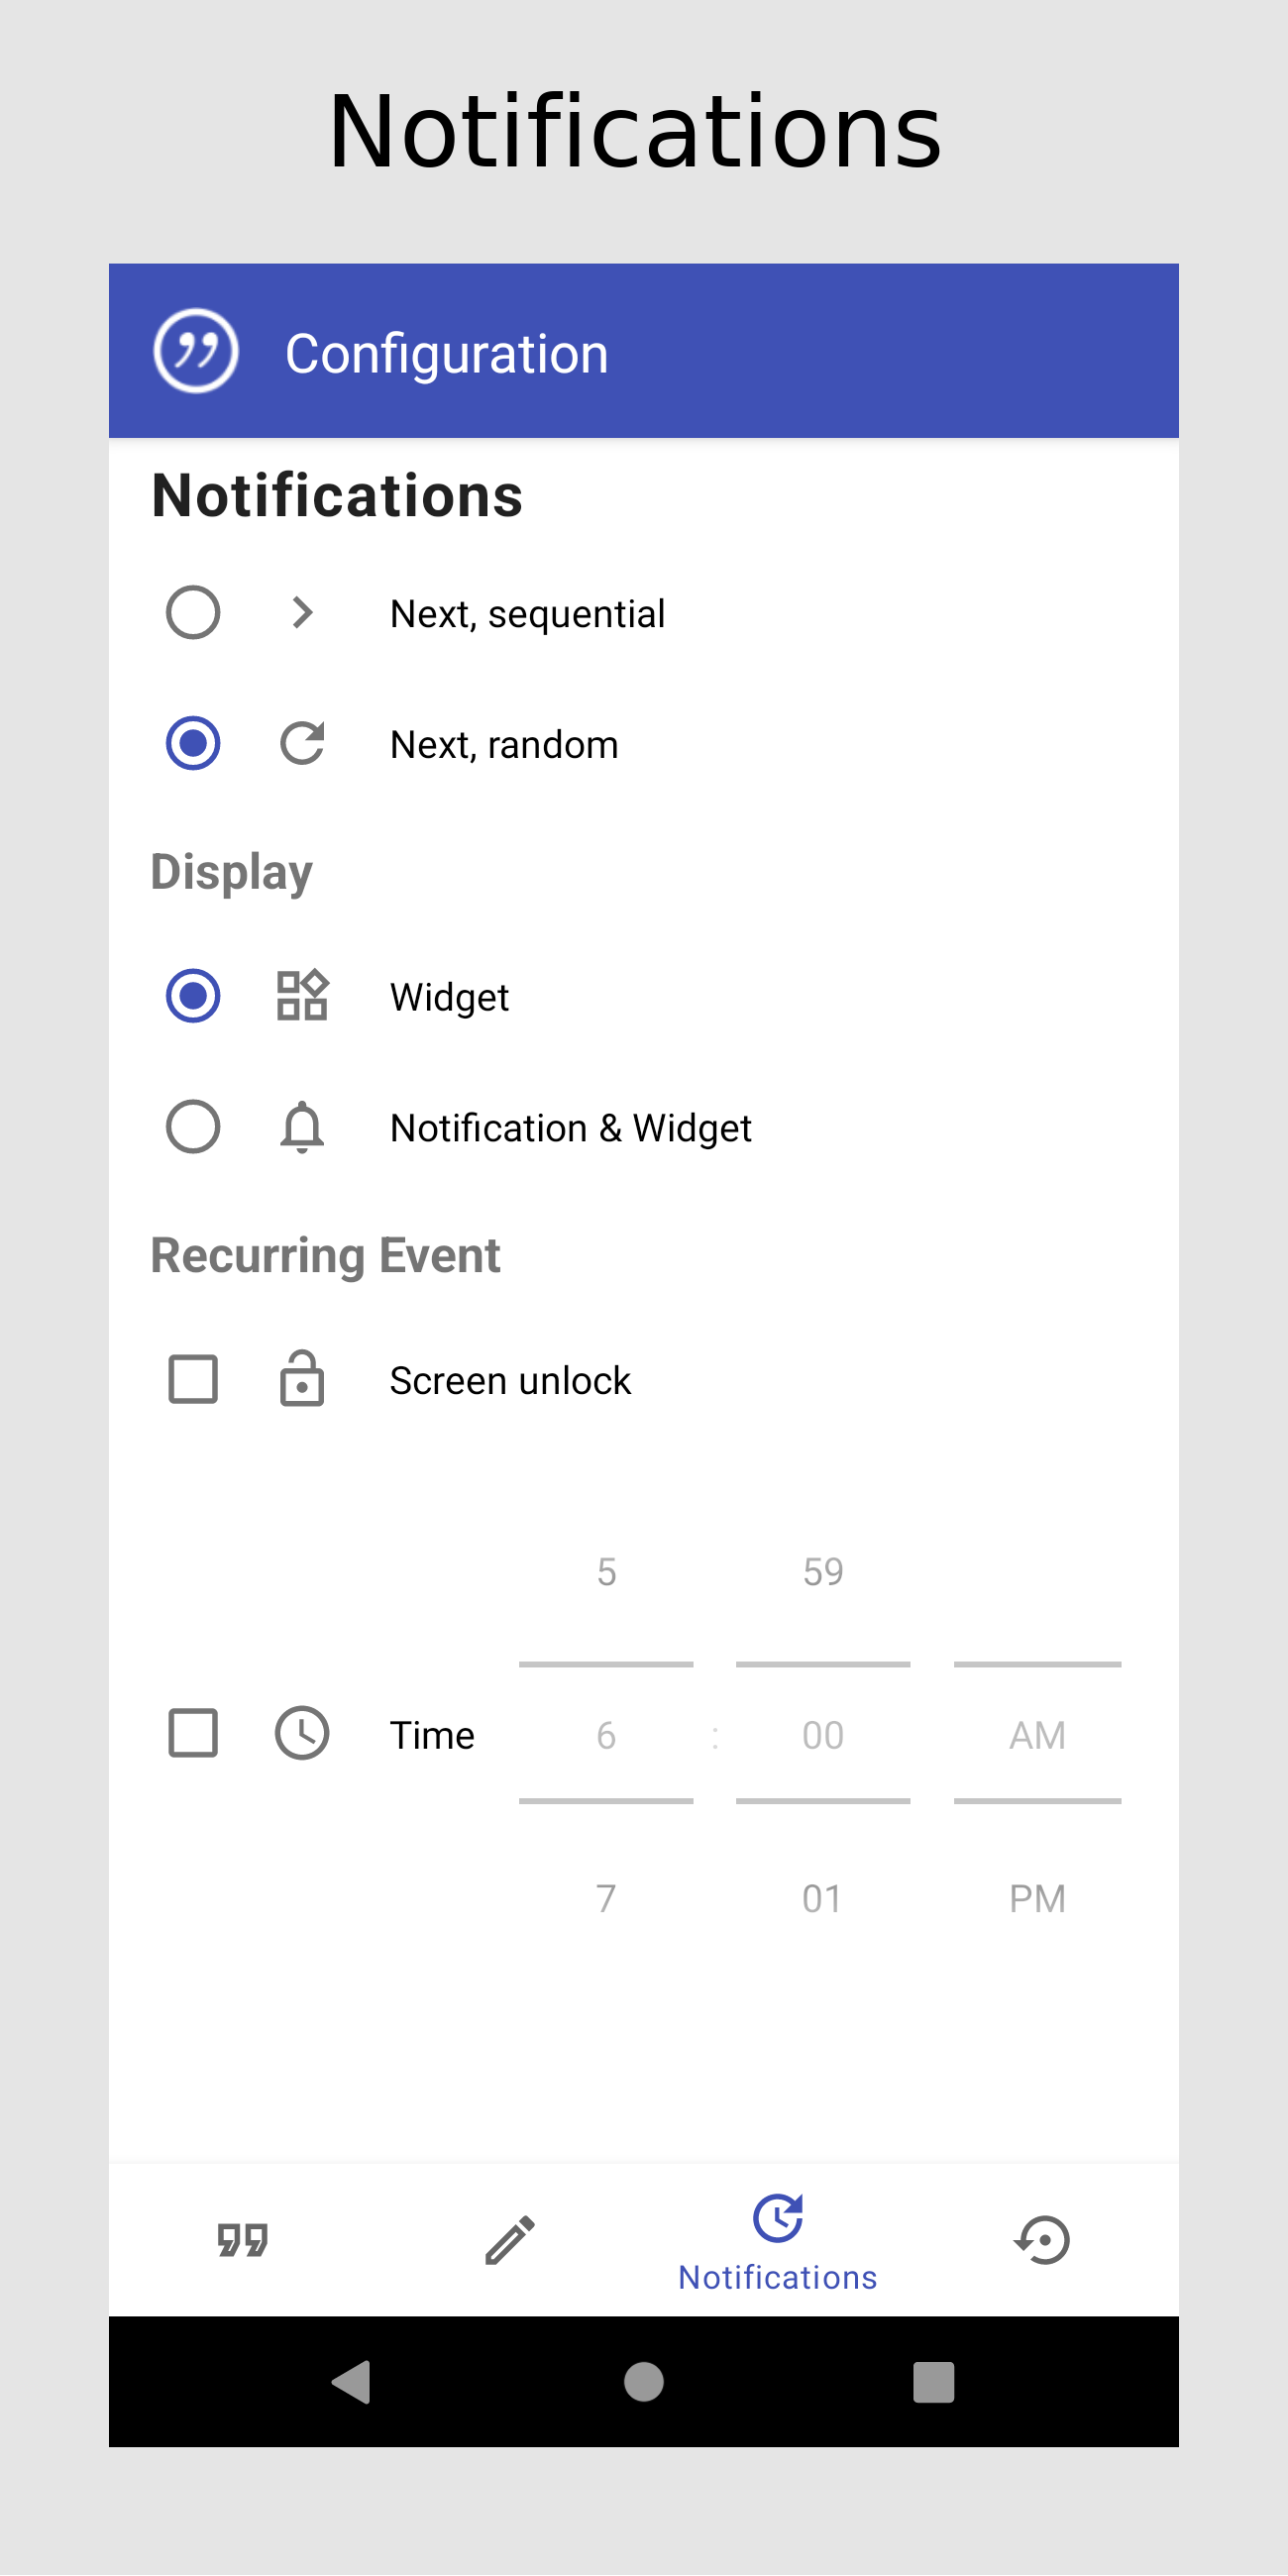 Notifications
Configuration
Notifications
Next, sequential
Next, random
Display
Widget
Notification & Widget
Recurring Event
Screen unlock
5 59
Time 6 : 00 AM
7 01 PM
Notifications